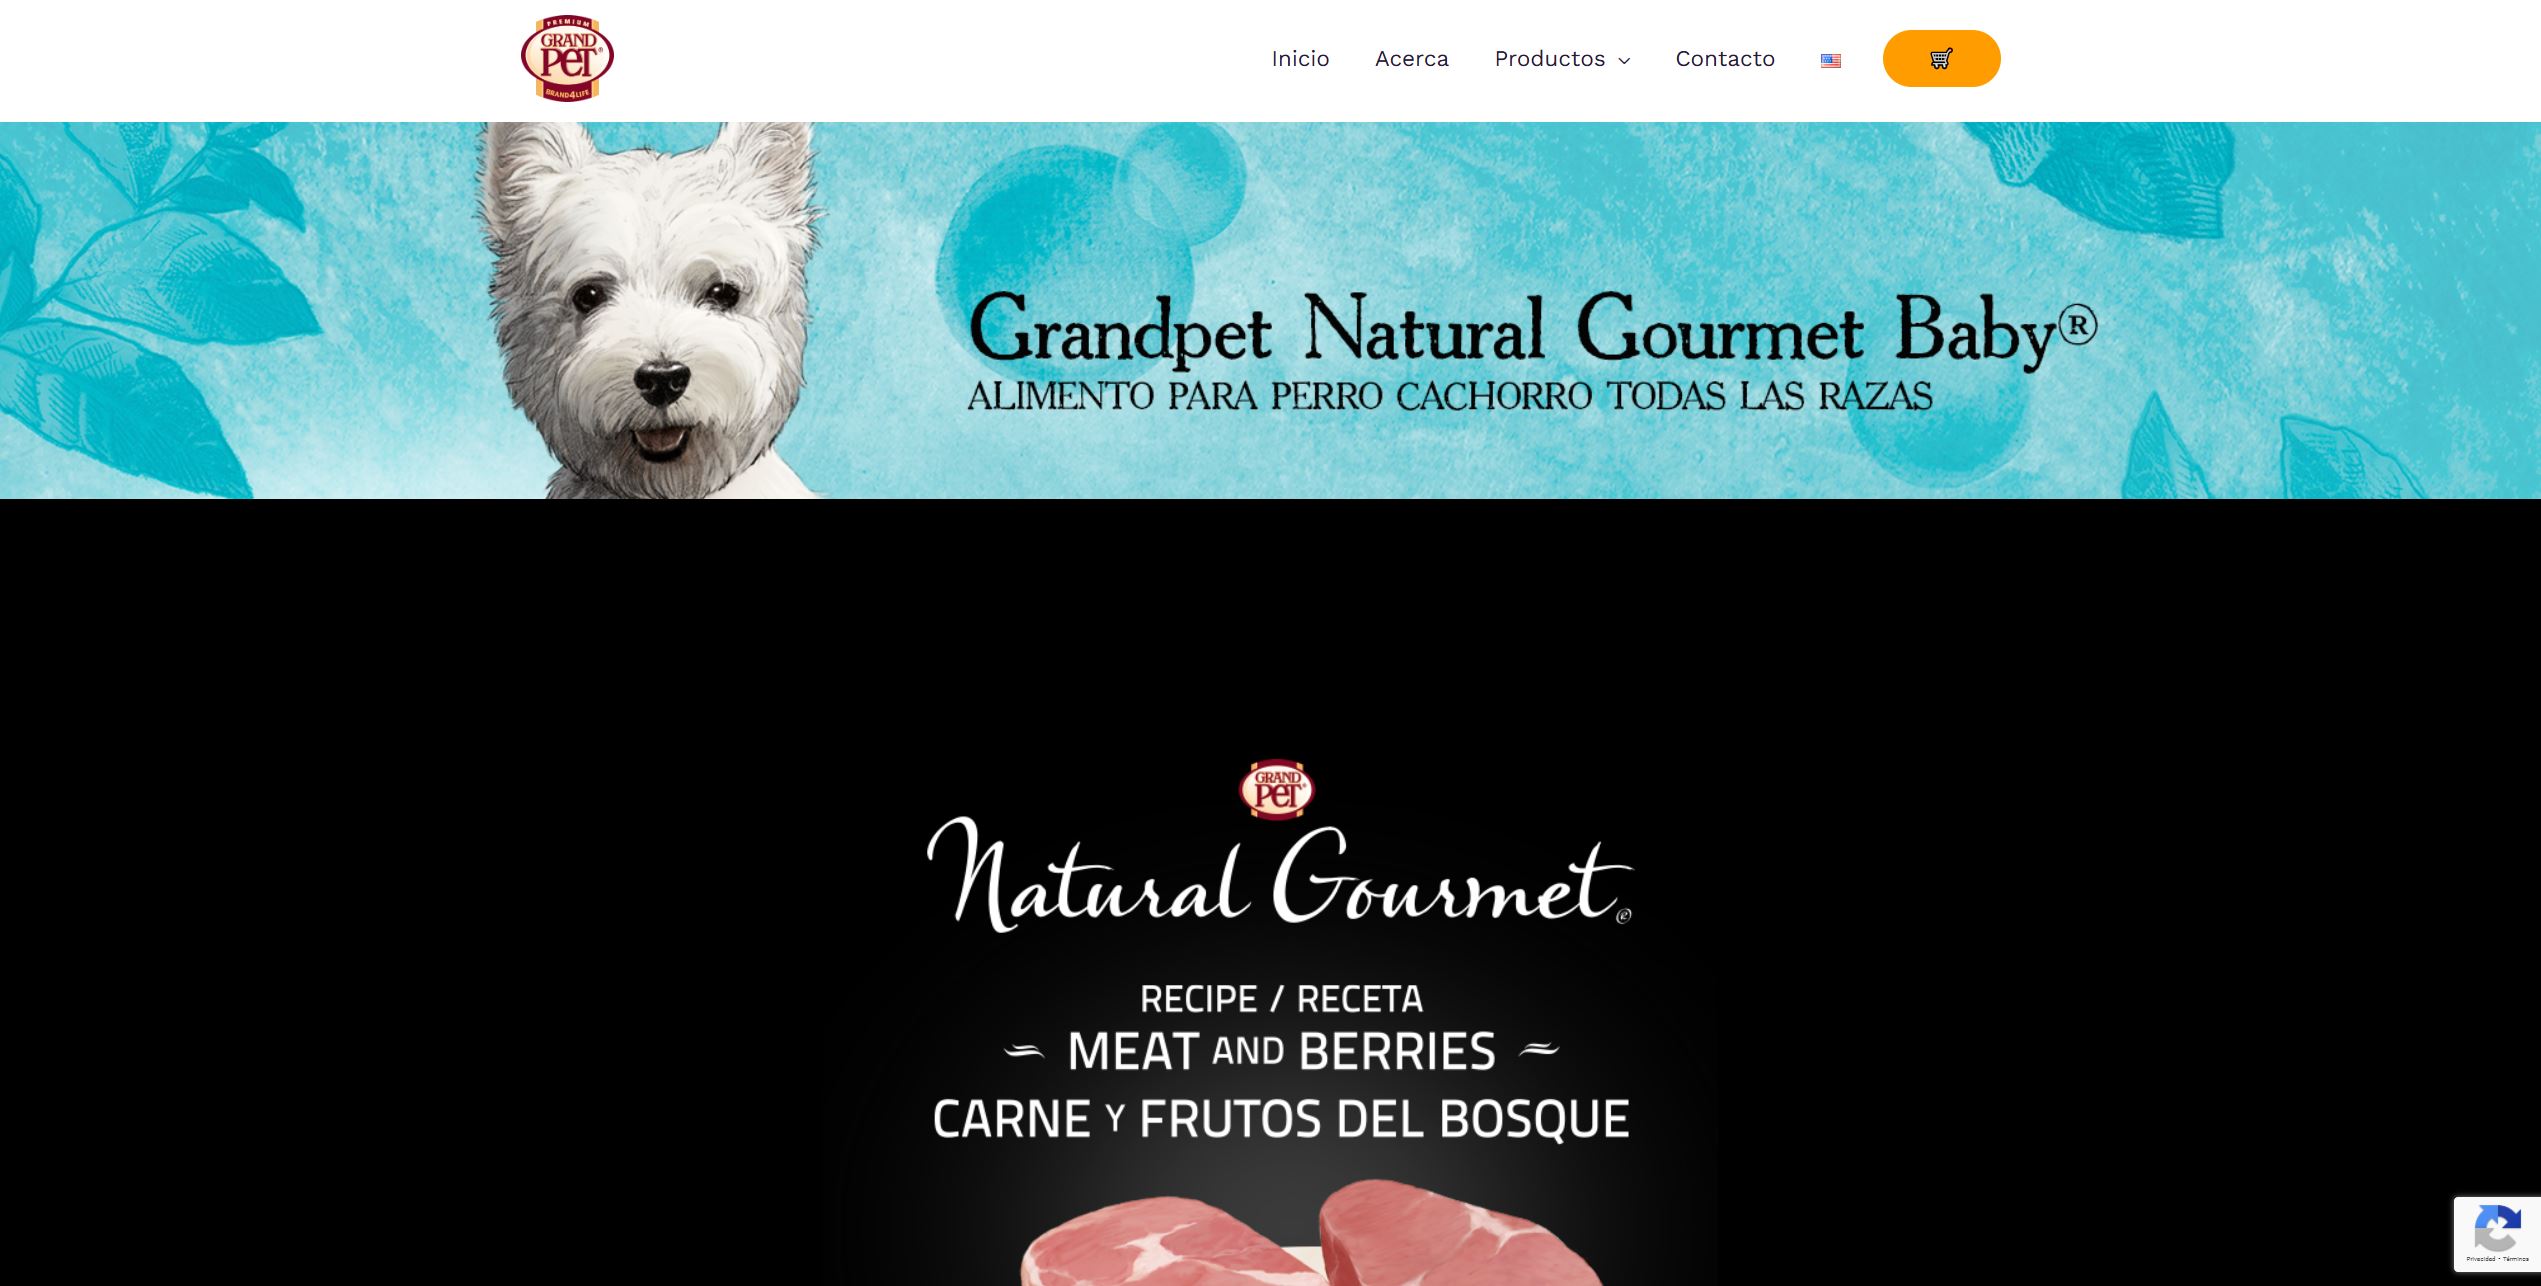 PREMIUM
GRAND
PET®
BRAND4LIFE
Inicio
Acerca
Productos
Contacto
Grandpet Natural Gourmet Baby®
ALIMENTO PARA PERRO CACHORRO TODAS LAS RAZAS
GRAND
PET®
Natural Gourmet®
RECIPE / RECETA
MEAT AND BERRIES
CARNE Y FRUTOS DEL BOSQUE
Privacidad - Términos